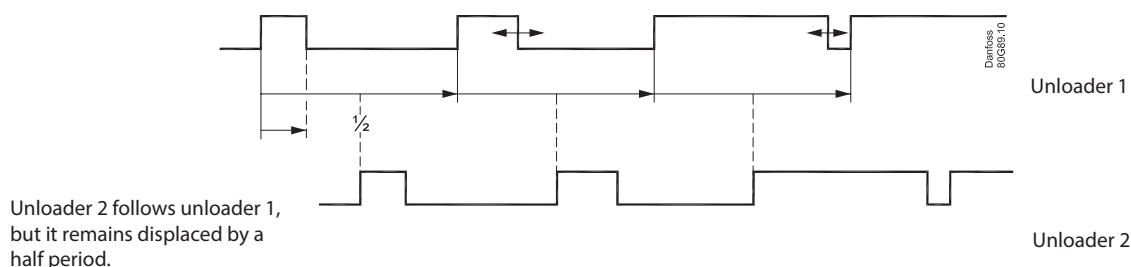 Danfoss
80G89.10
Unloader 1
½
Unloader 2 follows unloader 1,
but it remains displaced by a
half period.
Unloader 2